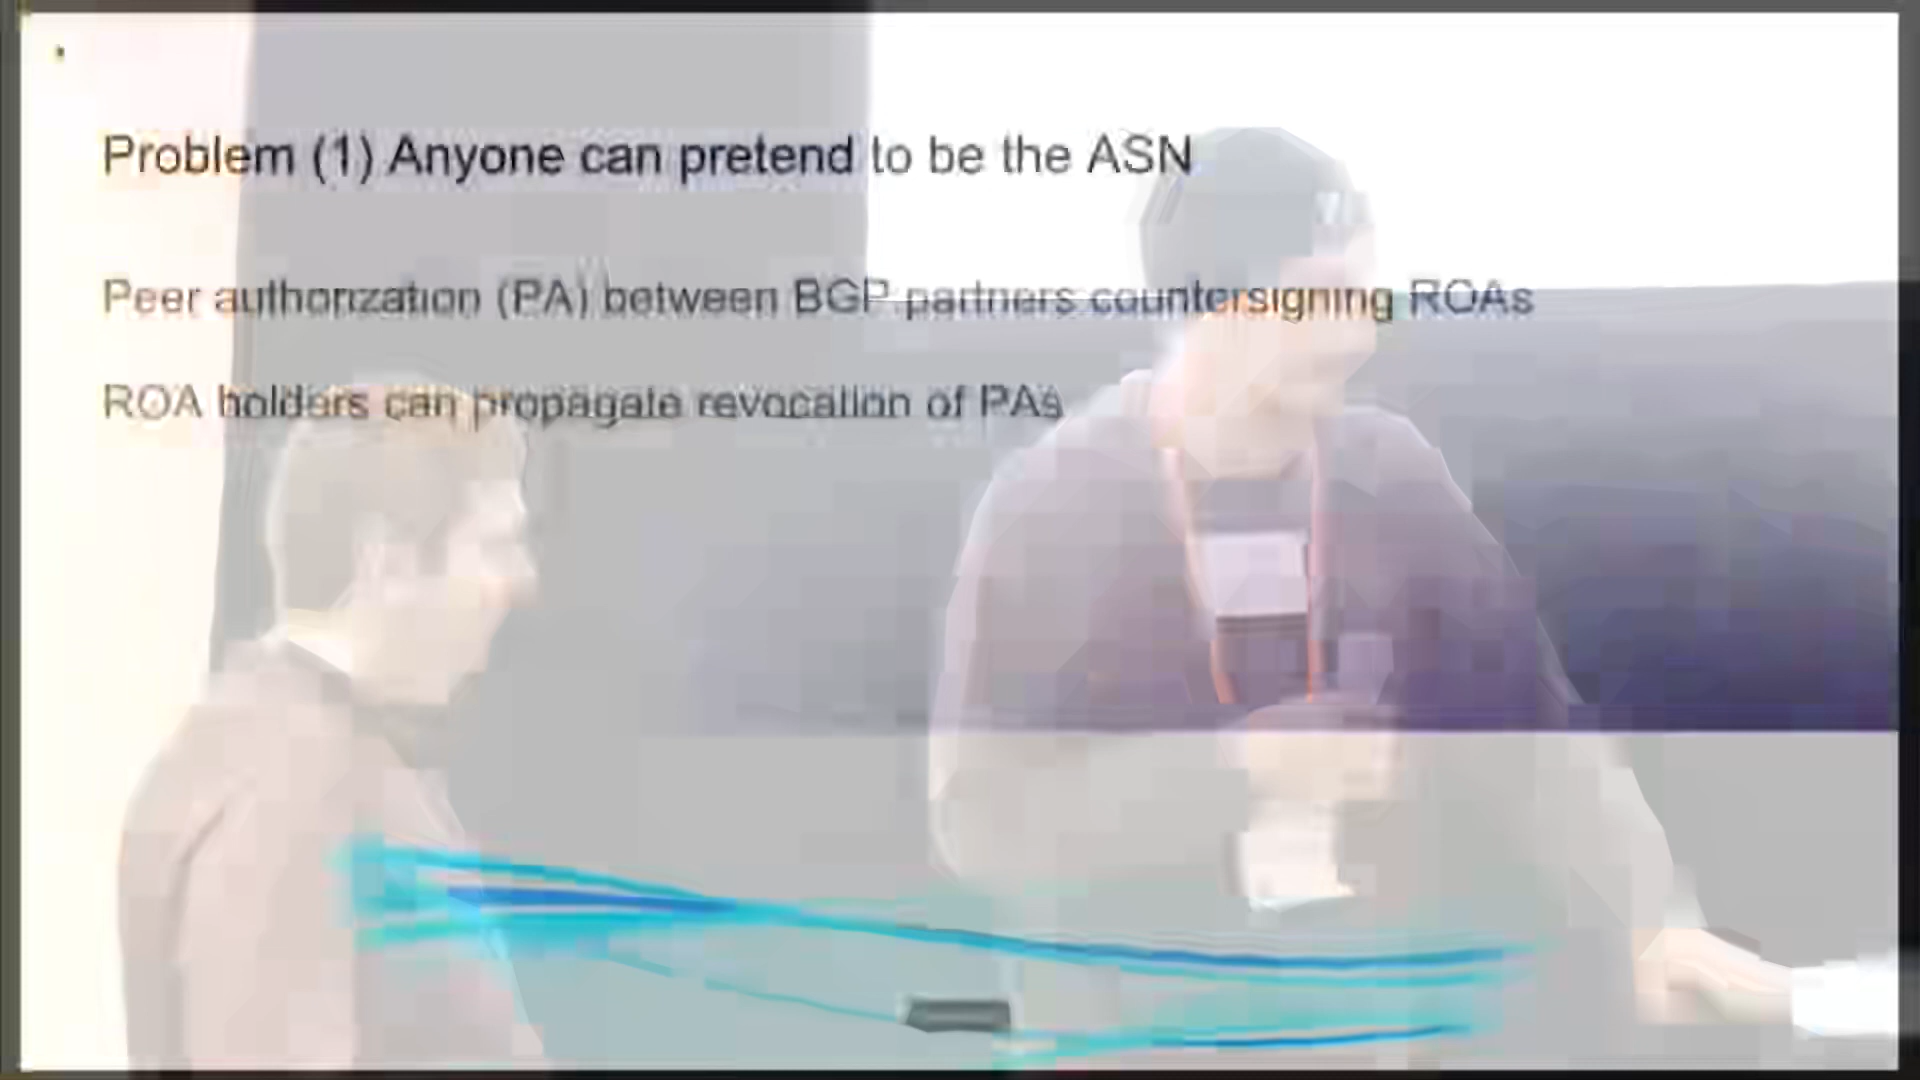 Problem (1) Anyone can pretend to be the ASN
Peer authorization (PA) between BGP partners countersigning ROAs
ROA holders can propagate revocation of PAs